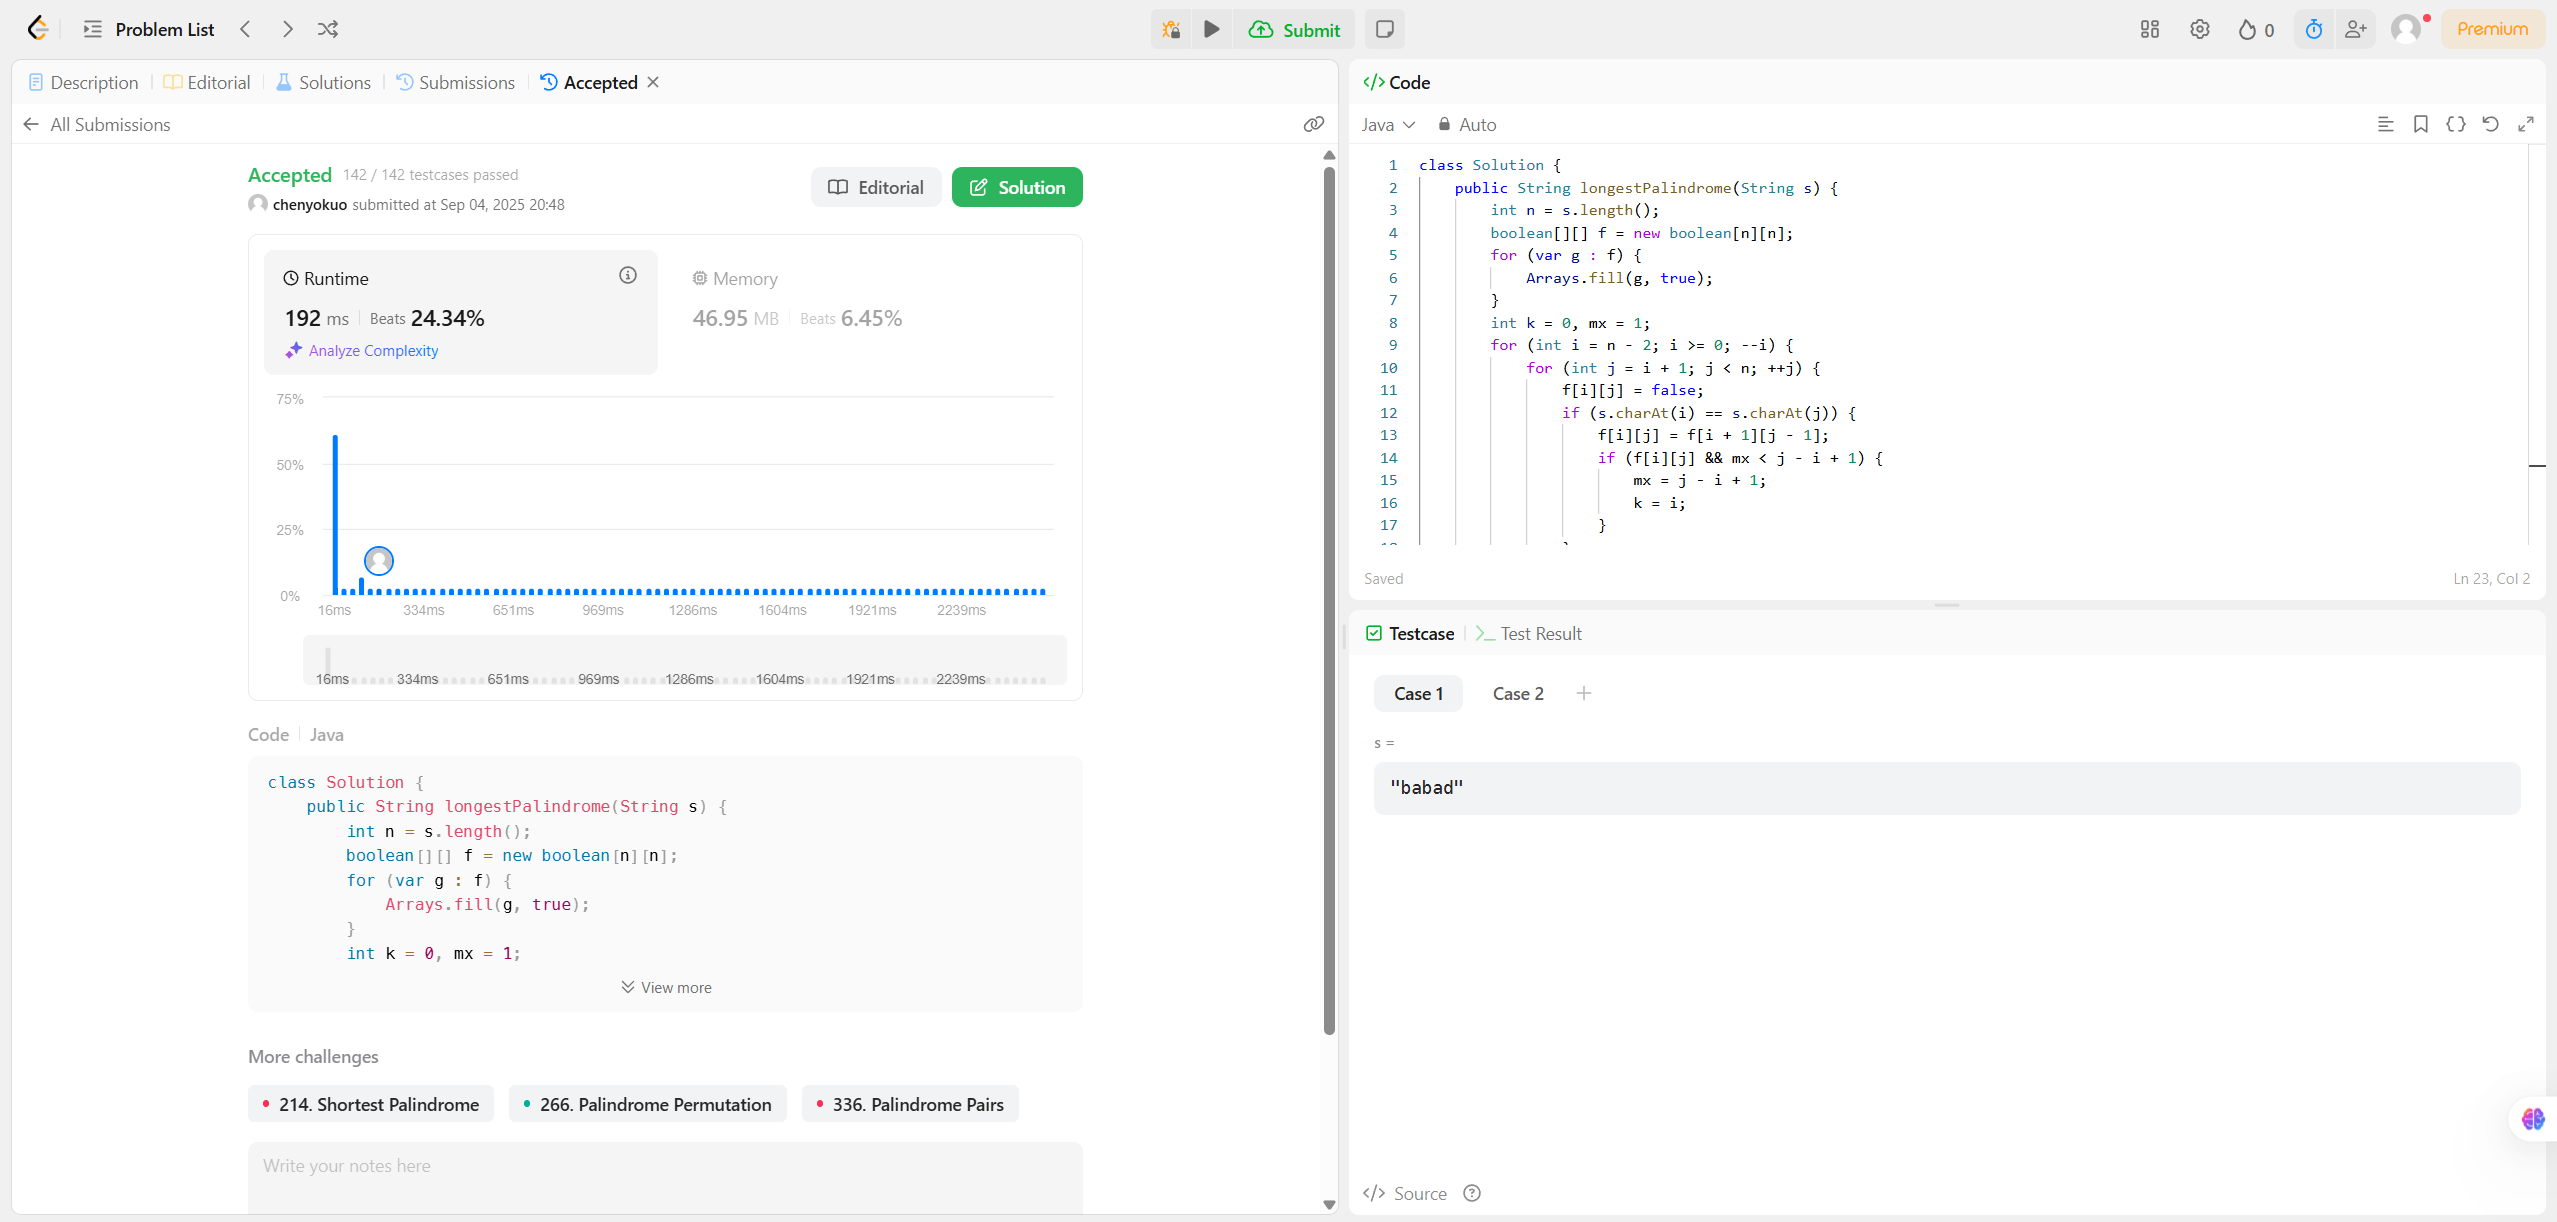 Problem List
Submit
0
Premium
Description
Editorial
Solutions
Submissions
Accepted
All Submissions
Accepted 142 / 142 testcases passed
chenyokuo submitted at Sep 04, 2025 20:48
Editorial
Solution
Runtime
192 ms Beats 24.34%
Analyze Complexity
Memory
46.95 MB Beats 6.45%
75%
50%
25%
0%
16ms 334ms 651ms 969ms 1286ms 1604ms 1921ms 2239ms
16ms 334ms 651ms 969ms 1286ms 1604ms 1921ms 2239ms
Code Java
class Solution {
public String longestPalindrome(String s) {
int n = s.length();
boolean[][] f = new boolean[n][n];
for (var g : f) {
Arrays.fill(g, true);
}
int k = 0, mx = 1;
View more
More challenges
214. Shortest Palindrome
266. Palindrome Permutation
336. Palindrome Pairs
Write your notes here
</> Code
Java Auto
1 class Solution {
2 public String longestPalindrome(String s) {
3 int n = s.length();
4 boolean[][] f = new boolean[n][n];
5 for (var g : f) {
6 Arrays.fill(g, true);
7 }
8 int k = 0, mx = 1;
9 for (int i = n - 2; i >= 0; --i) {
10 for (int j = i + 1; j < n; ++j) {
11 f[i][j] = false;
12 if (s.charAt(i) == s.charAt(j)) {
13 f[i][j] = f[i + 1][j - 1];
14 if (f[i][j] && mx < j - i + 1) {
15 mx = j - i + 1;
16 k = i;
17 }
Saved
Ln 23, Col 2
Testcase
Test Result
Case 1
Case 2
s =
"babad"
</> Source